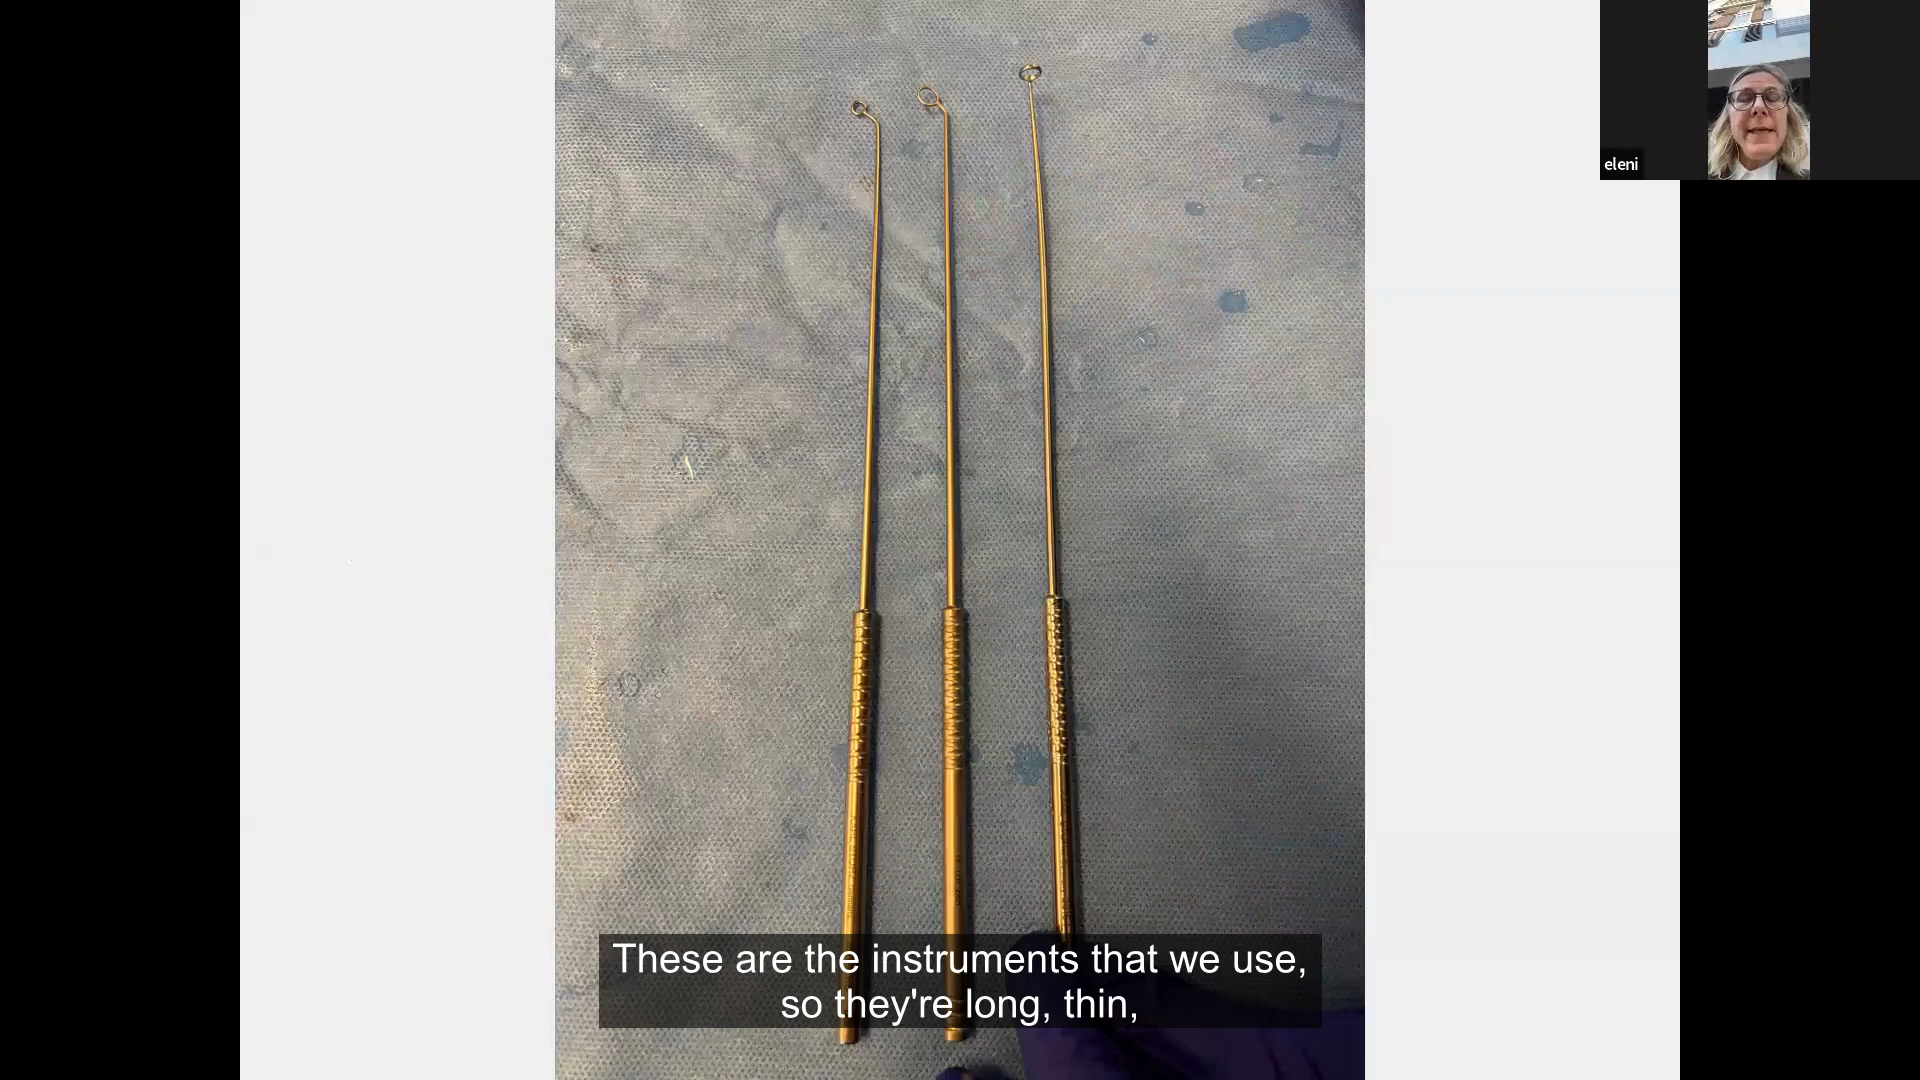 eleni
These are the instruments that we use,
so they're long, thin,